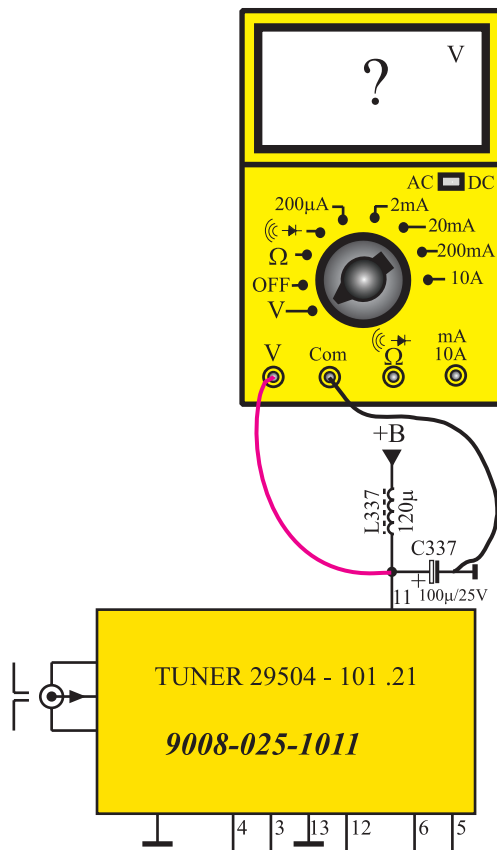 ? V
AC DC
200µA 2mA
20mA
Ω 200mA
OFF 10A
V
V Com Ω mA
10A
+B
L337
120µ
C337
+
11 100µ/25V
TUNER 29504 - 101 .21
9008-025-1011
4 3 13 12 6 5